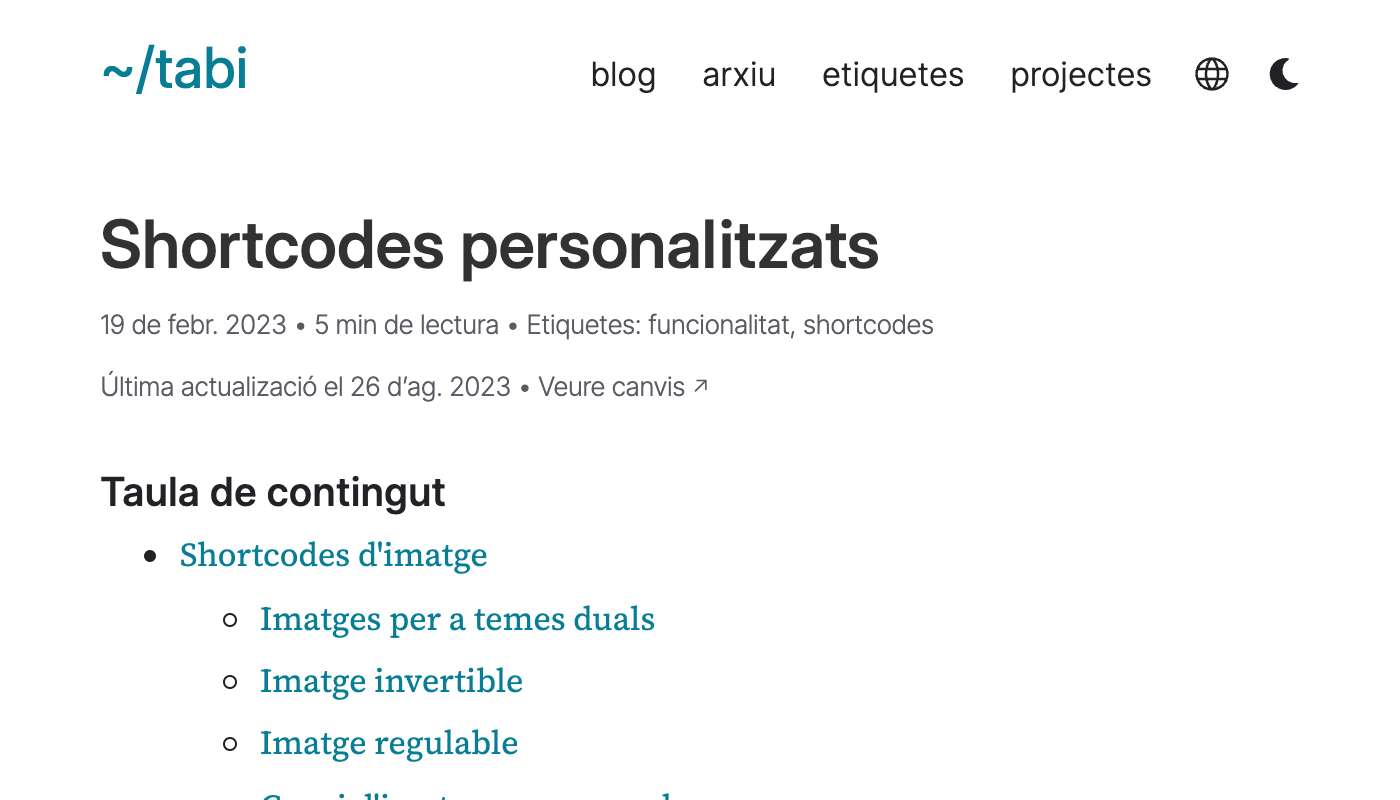 ~/tabi
blog arxiu etiquetes projectes
Shortcodes personalitzats
19 de febr. 2023 • 5 min de lectura • Etiquetes: funcionalitat, shortcodes
Última actualització el 26 d’ag. 2023 • Veure canvis ↗
Taula de contingut
• Shortcodes d'imatge
○ Imatges per a temes duals
○ Imatge invertible
○ Imatge regulable